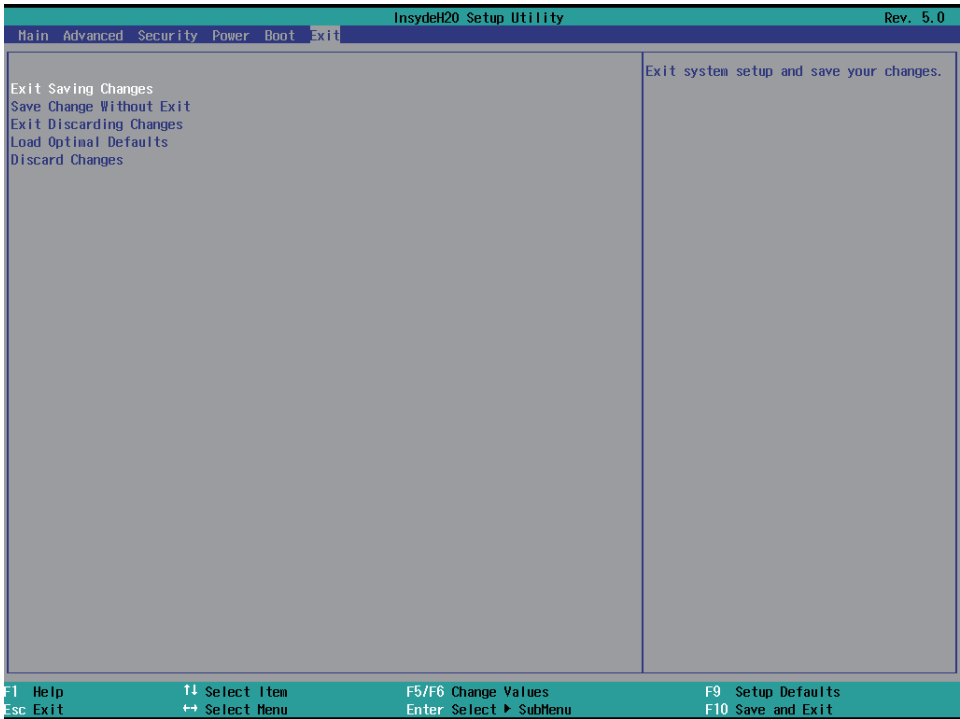 InsydeH20 Setup Utility Rev. 5.0
Main Advanced Security Power Boot Exit
Exit system setup and save your changes.
Exit Saving Changes
Save Change Without Exit
Exit Discarding Changes
Load Optimal Defaults
Discard Changes
F1 Help ↑↓ Select Item F5/F6 Change Values F9 Setup Defaults
Esc Exit ↔ Select Menu Enter Select ▶ SubMenu F10 Save and Exit